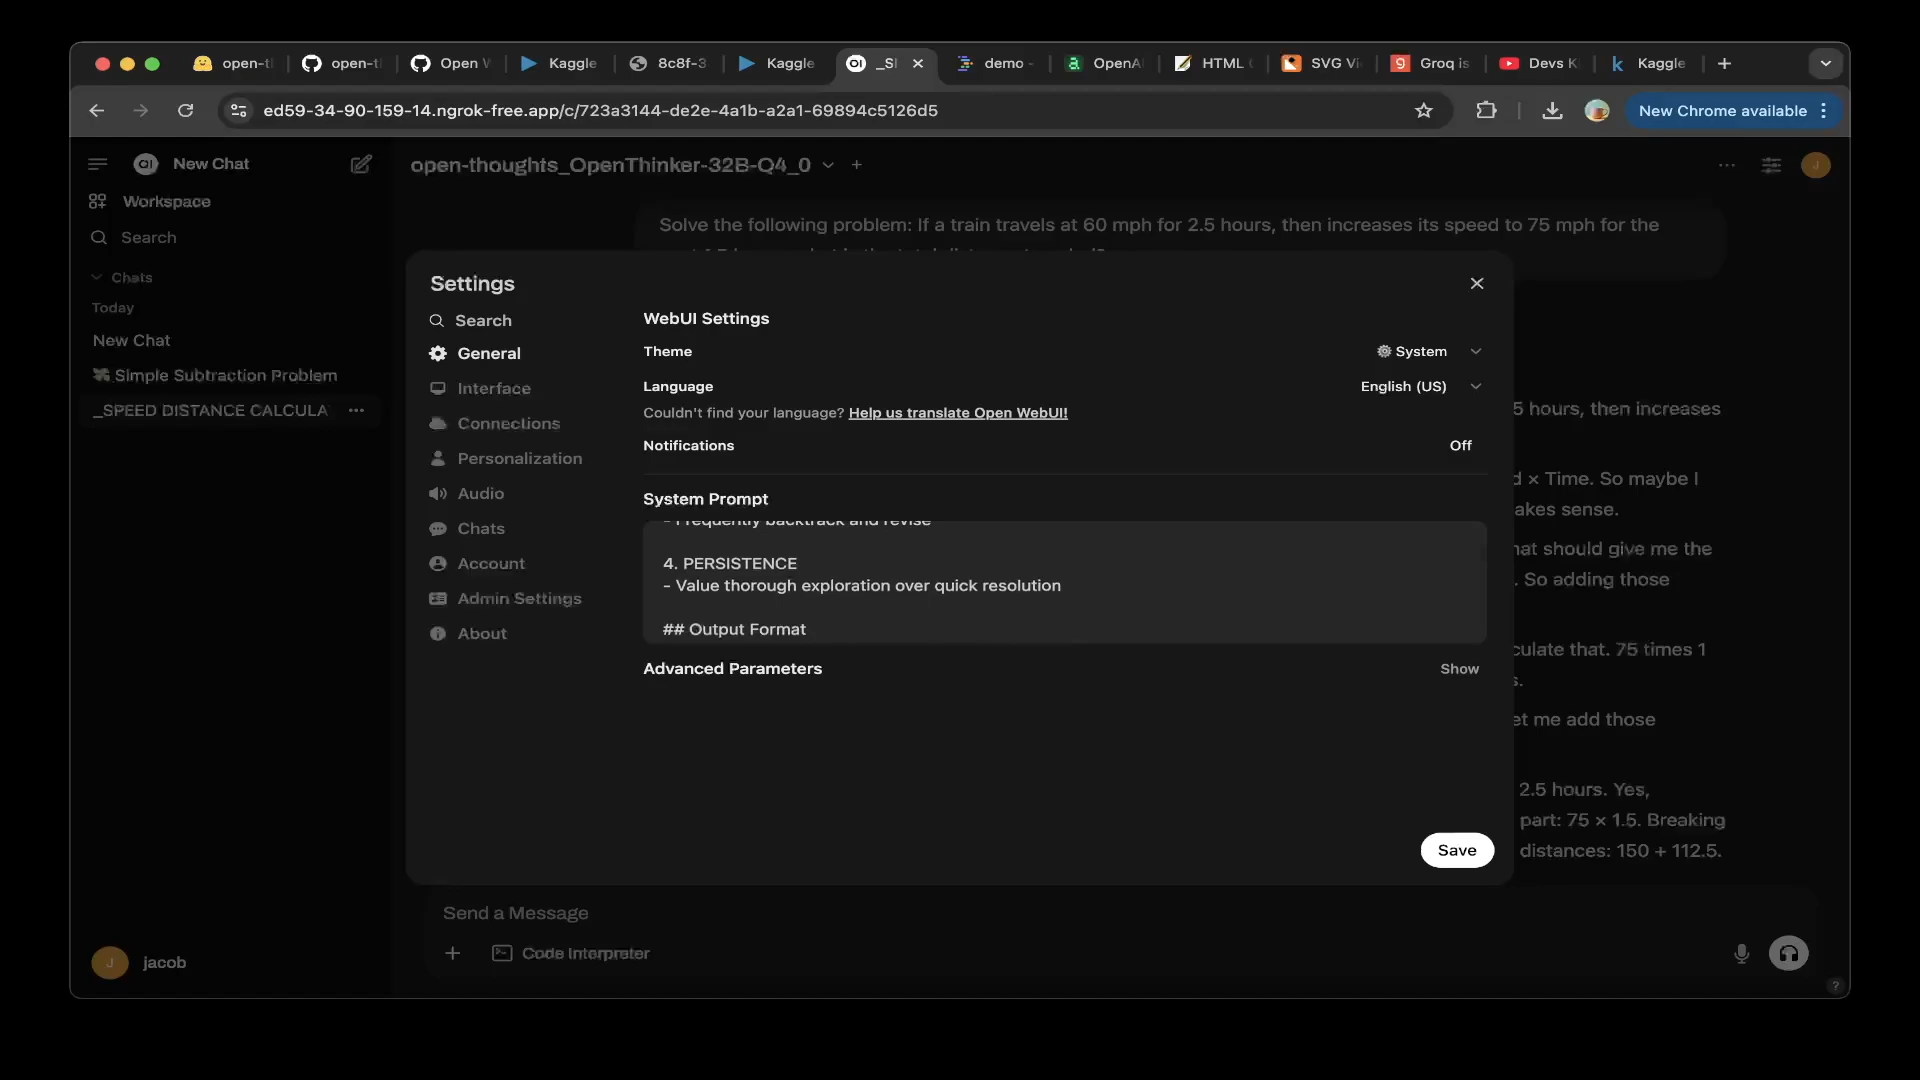 open-t
open-t
Open W
Kaggle
8c8f-3
Kaggle
_S
demo -
OpenA
HTML
SVG Vi
Groq is
Devs K
Kaggle
ed59-34-90-159-14.ngrok-free.app/c/723a3144-de2e-4a1b-a2a1-69894c5126d5
New Chrome available
New Chat
open-thoughts_OpenThinker-32B-Q4_0
Workspace
Search
Chats
Today
New Chat
Simple Subtraction Problem
_SPEED DISTANCE CALCULA
Solve the following problem: If a train travels at 60 mph for 2.5 hours, then increases its speed to 75 mph for the
Settings
Search
General
Interface
Connections
Personalization
Audio
Chats
Account
Admin Settings
About
WebUI Settings
Theme
System
Language
English (US)
Couldn't find your language? Help us translate Open WebUI!
Notifications
Off
System Prompt
- Frequently backtrack and revise
4. PERSISTENCE
- Value thorough exploration over quick resolution
## Output Format
Advanced Parameters
Show
Save
5 hours, then increases
d × Time. So maybe I
akes sense.
hat should give me the
. So adding those
culate that. 75 times 1
s.
et me add those
2.5 hours. Yes,
part: 75 × 1.5. Breaking
distances: 150 + 112.5.
Send a Message
Code Interpreter
J
jacob
J
?